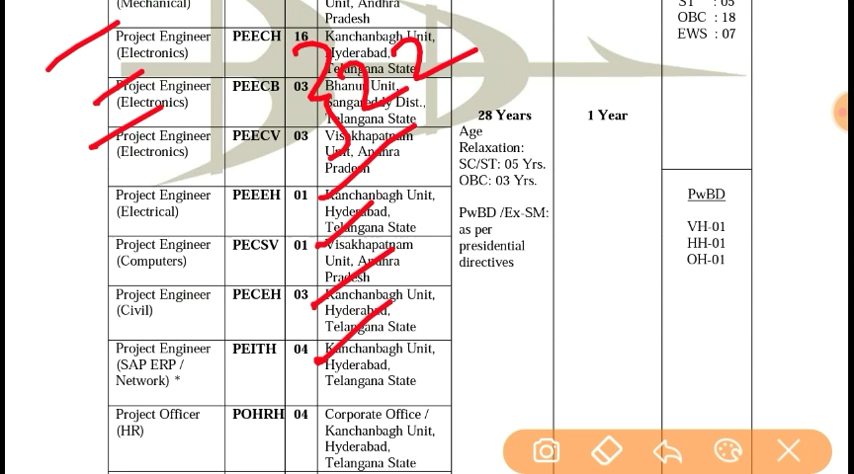 (Mechanical)
Unit, Andhra
Pradesh
ST : 05
OBC : 18
EWS : 07
Project Engineer
(Electronics)
PEECH
16
Kanchanbagh Unit,
Hyderabad,
Telangana State
Project Engineer
(Electronics)
PEECB
03
Bhanur Unit,
Sangareddy Dist.,
Telangana State
Project Engineer
(Electronics)
PEECV
03
Visakhapatnam
Unit, Andhra
Pradesh
22
Project Engineer
(Electrical)
PEEEH
01
Kanchanbagh Unit,
Hyderabad,
Telangana State
Project Engineer
(Computers)
PECSV
01
Visakhapatnam
Unit, Andhra
Pradesh
Project Engineer
(Civil)
PECEH
03
Kanchanbagh Unit,
Hyderabad,
Telangana State
Project Engineer
(SAP ERP /
Network) *
PEITH
04
Kanchanbagh Unit,
Hyderabad,
Telangana State
Project Officer
(HR)
POHRH
04
Corporate Office /
Kanchanbagh Unit,
Hyderabad,
Telangana State
28 Years
Age
Relaxation:
SC/ST: 05 Yrs.
OBC: 03 Yrs.
PwBD /Ex-SM:
as per
presidential
directives
1 Year
PwBD
VH-01
HH-01
OH-01